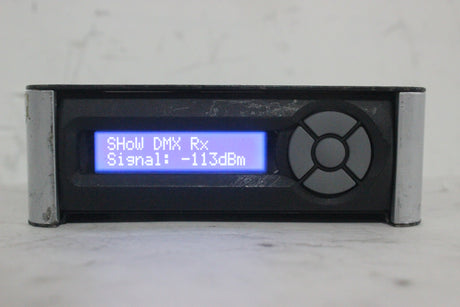 SHoW DMX Rx
Signal: -113dBm